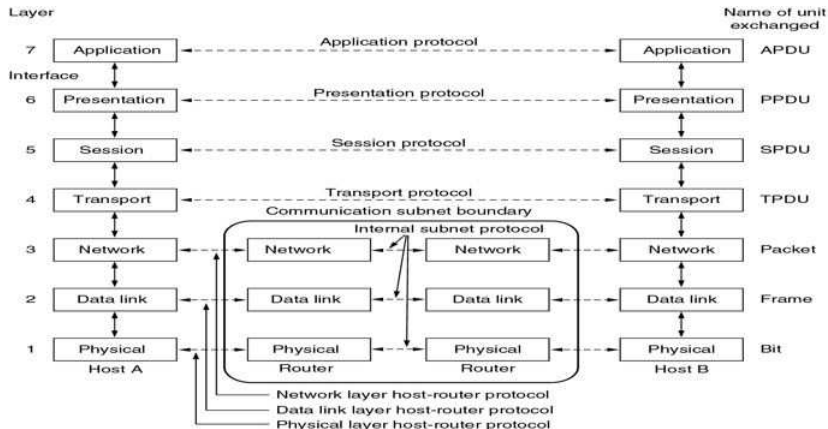 Layer
Name of unit exchanged
7 Application Application protocol Application APDU
Interface
6 Presentation Presentation protocol Presentation PPDU
5 Session Session protocol Session SPDU
4 Transport Transport protocol Transport TPDU
Communication subnet boundary
Internal subnet protocol
3 Network Network Network Network Packet
2 Data link Data link Data link Data link Frame
1 Physical Physical Physical Physical Bit
Host A Router Router Host B
Network layer host-router protocol
Data link layer host-router protocol
Physical layer host-router protocol